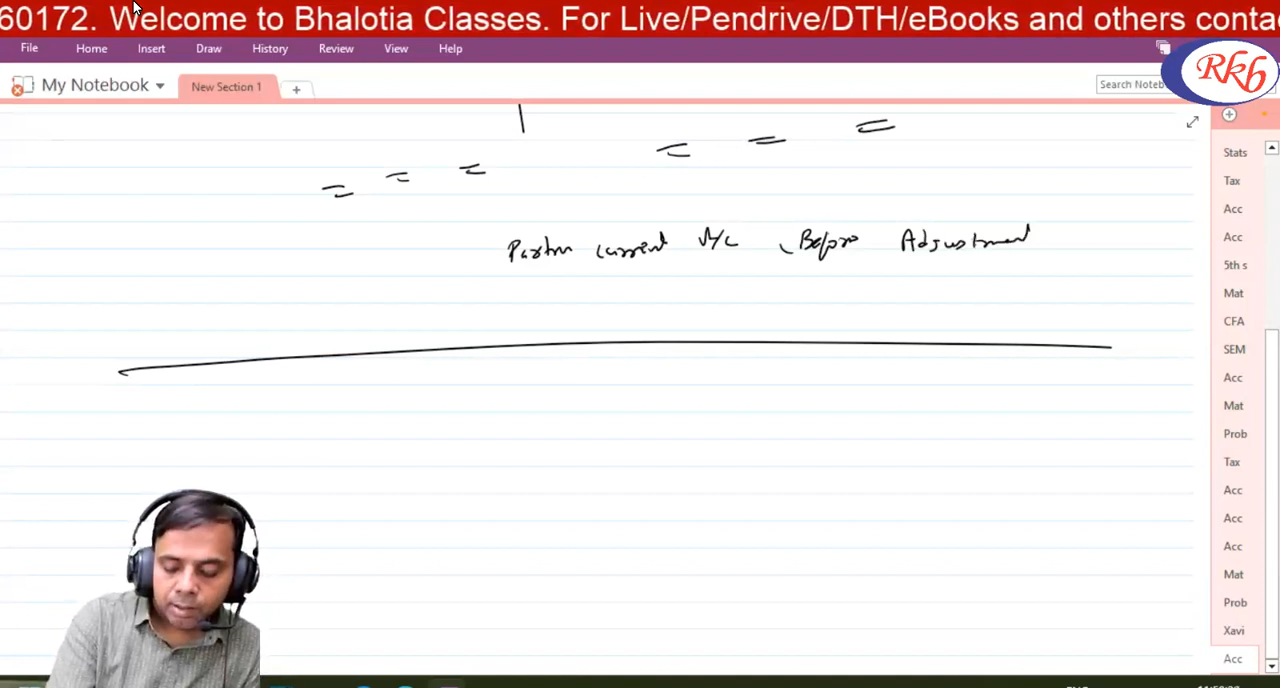 60172. Welcome to Bhalotia Classes. For Live/Pendrive/DTH/eBooks and others conta
File Home Insert Draw History Review View Help
Rkb
My Notebook New Section 1 + Search Noteb
Stats
Tax
Acc
Acc
Partner current A/c Before Adjustment
5th s
Mat
CFA
SEM
Acc
Mat
Prob
Tax
Acc
Acc
Acc
Mat
Prob
Xavi
Acc